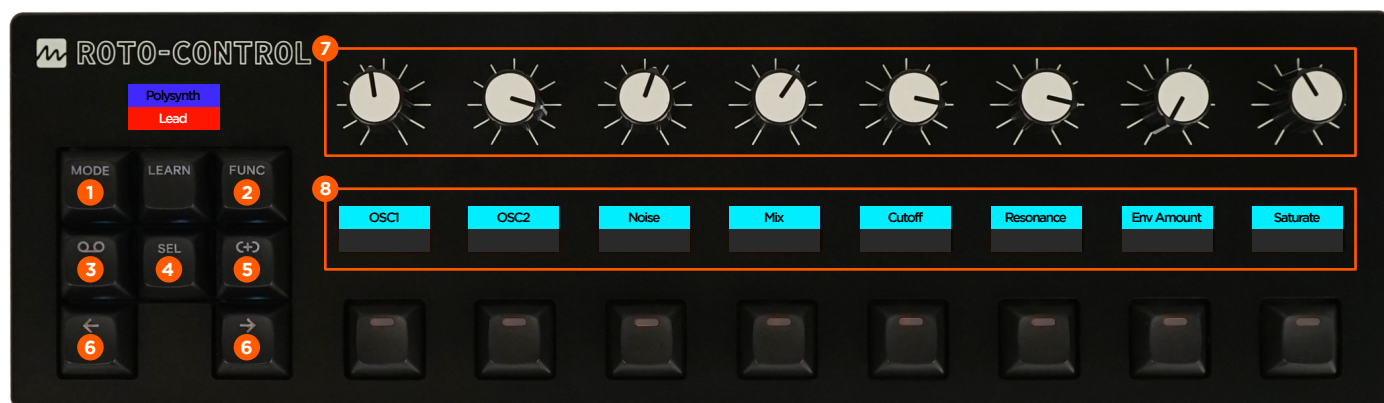 ROTO-CONTROL
7
Polysynth
Lead
MODE LEARN FUNC
1 2
8
OSC1 OSC2 Noise Mix Cutoff Resonance Env Amount Saturate
SEL
3 4 5
6 6